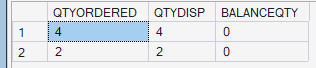 QTYORDERED QTYDISP BALANCEQTY
1 4 4 0
2 2 2 0